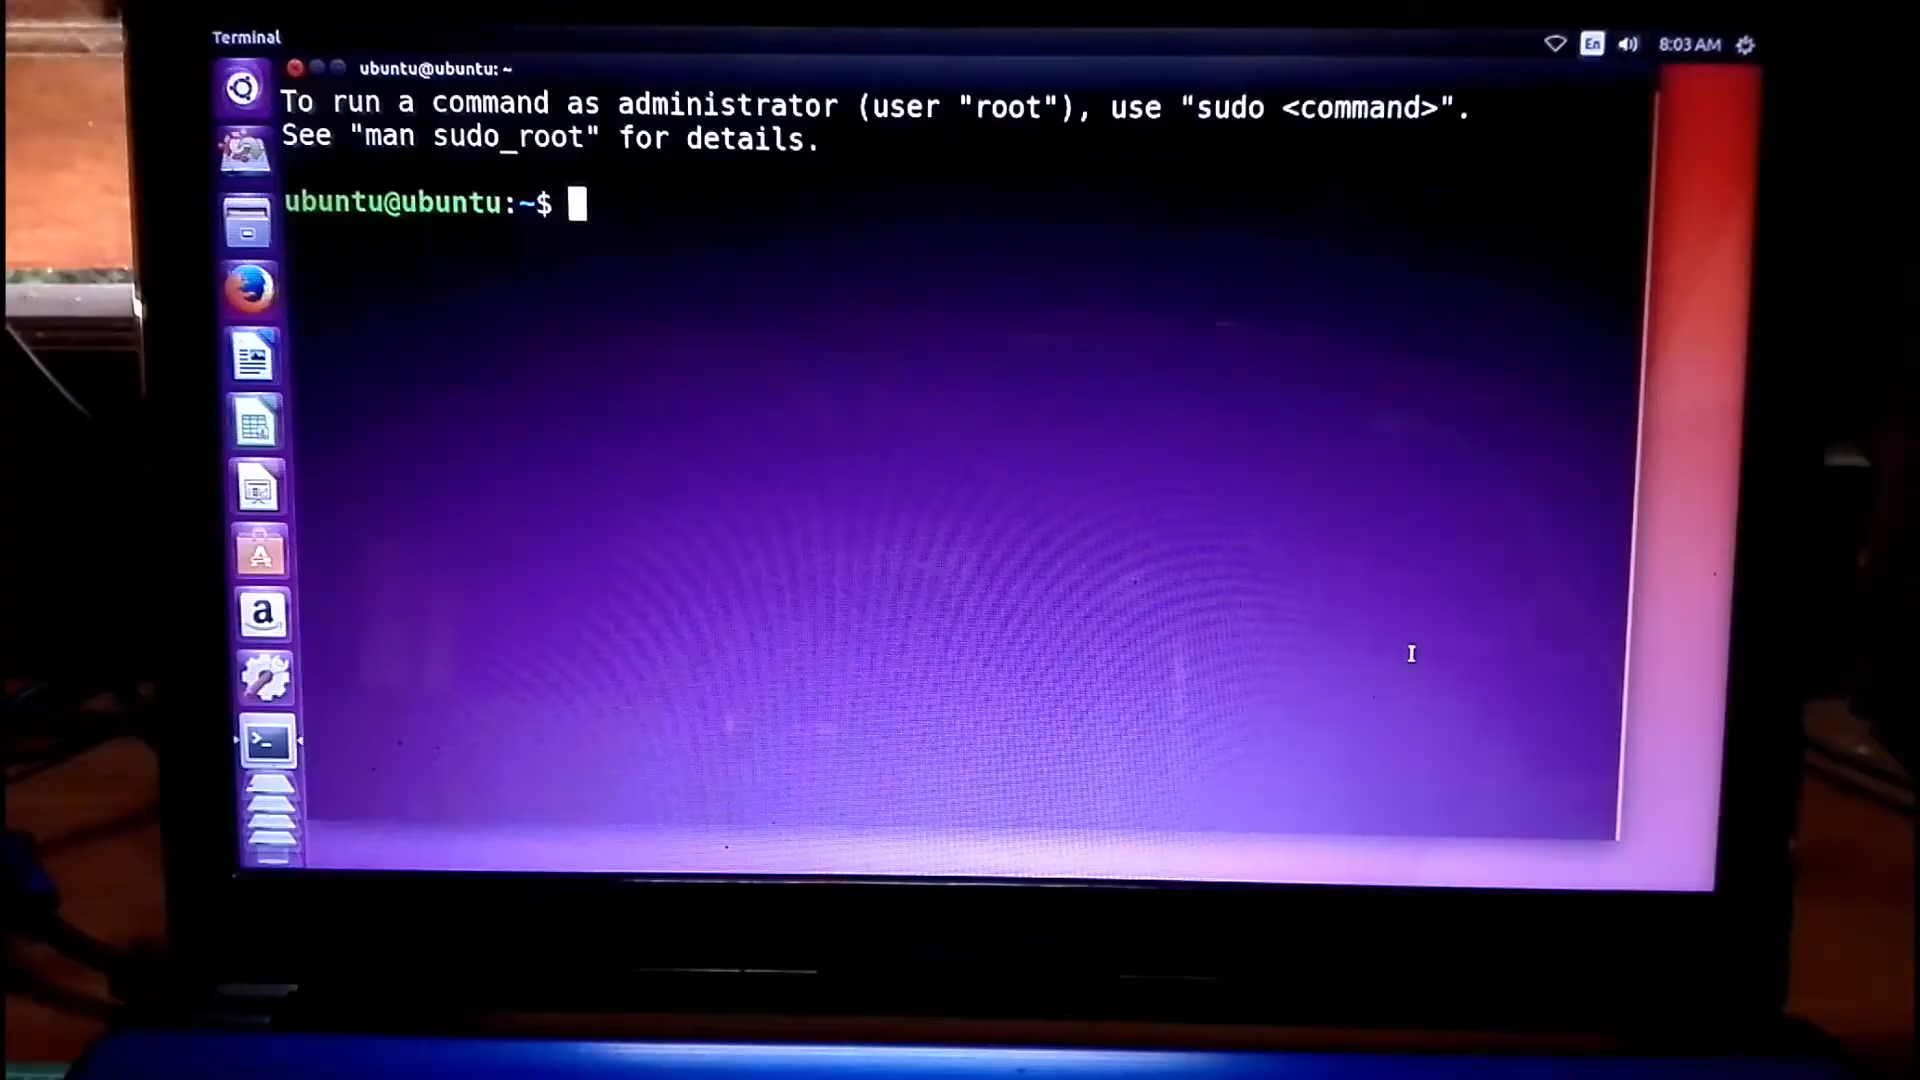 Terminal
En
8:03 AM
ubuntu@ubuntu: ~
To run a command as administrator (user "root"), use "sudo <command>".
See "man sudo_root" for details.
ubuntu@ubuntu:~$
A
a
>_